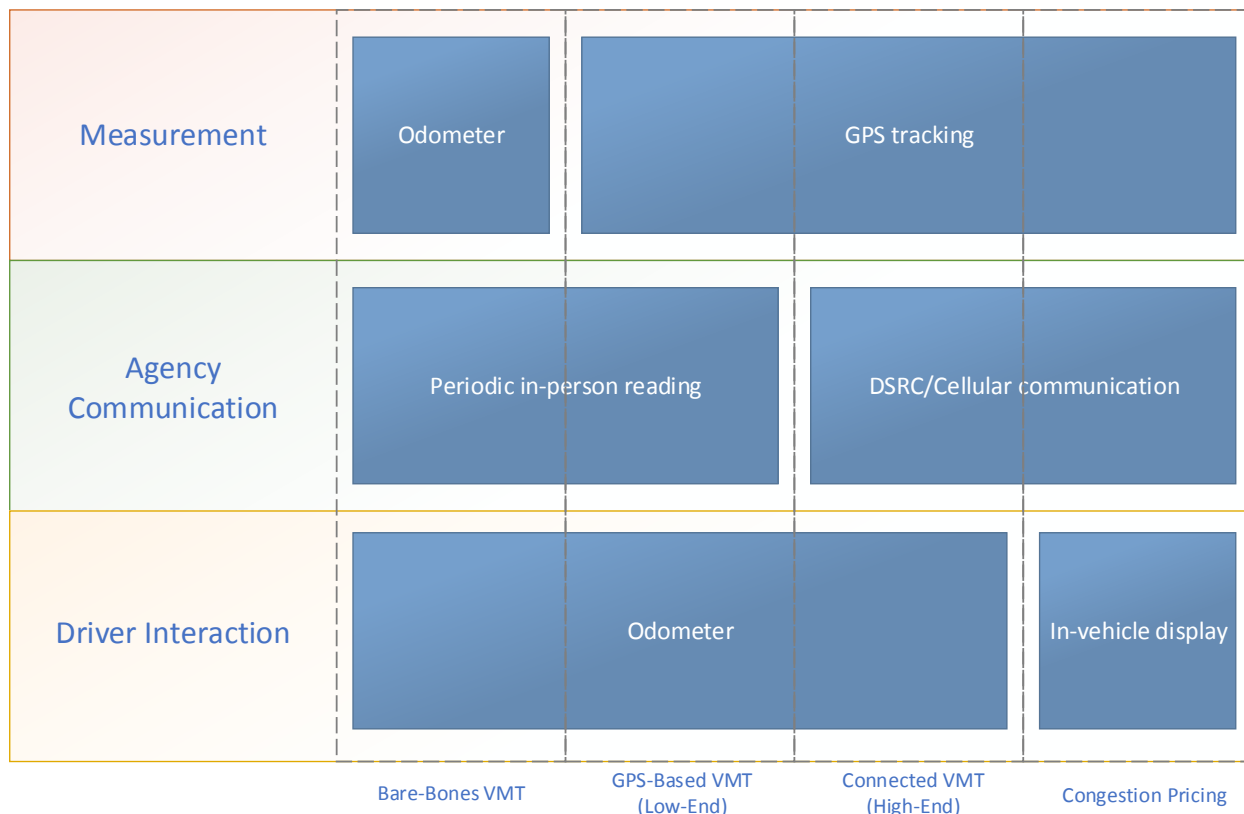 Measurement
Odometer
GPS tracking
Agency
Communication
Periodic in-person reading
DSRC/Cellular communication
Driver Interaction
Odometer
In-vehicle display
Bare-Bones VMT
GPS-Based VMT
(Low-End)
Connected VMT
(High-End)
Congestion Pricing